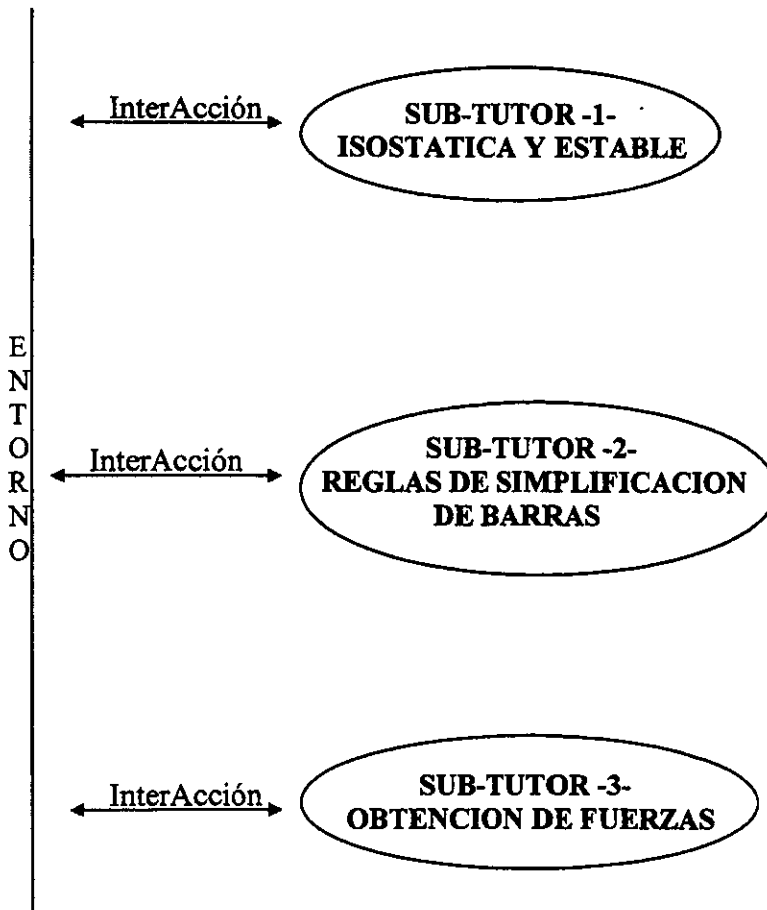 InterAcción
SUB-TUTOR -1-
ISOSTATICA Y ESTABLE
ENTORNO
InterAcción
SUB-TUTOR -2-
REGLAS DE SIMPLIFICACION
DE BARRAS
InterAcción
SUB-TUTOR -3-
OBTENCION DE FUERZAS